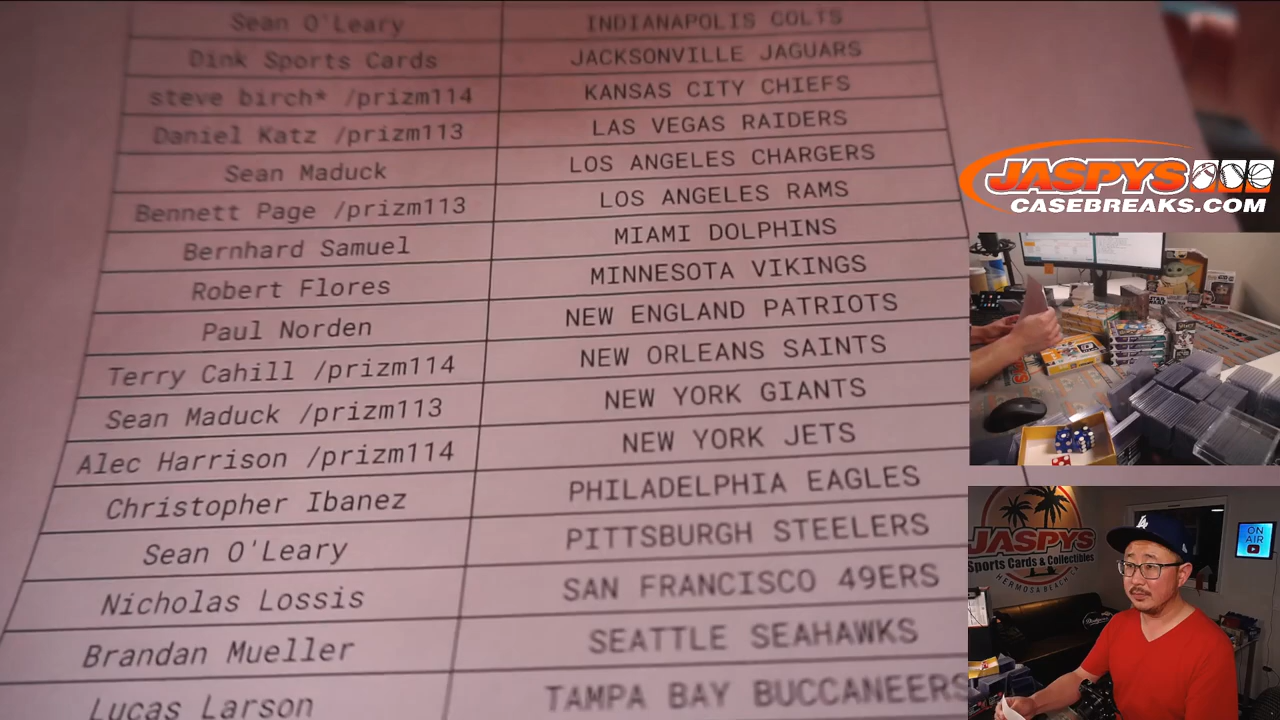 Sean O'Leary INDIANAPOLIS COLTS
Dink Sports Cards JACKSONVILLE JAGUARS
steve birch* /prizm114 KANSAS CITY CHIEFS
Daniel Katz /prizm113 LAS VEGAS RAIDERS
Sean Maduck LOS ANGELES CHARGERS
Bennett Page /prizm113 LOS ANGELES RAMS
Bernhard Samuel MIAMI DOLPHINS
Robert Flores MINNESOTA VIKINGS
Paul Norden NEW ENGLAND PATRIOTS
Terry Cahill /prizm114 NEW ORLEANS SAINTS
Sean Maduck /prizm113 NEW YORK GIANTS
Alec Harrison /prizm114 NEW YORK JETS
Christopher Ibanez PHILADELPHIA EAGLES
Sean O'Leary PITTSBURGH STEELERS
Nicholas Lossis SAN FRANCISCO 49ERS
Brandan Mueller SEATTLE SEAHAWKS
Lucas Larson TAMPA BAY BUCCANEERS
JASPYS
CASEBREAKS.COM
JASPYS
Sports Cards & Collectibles
HERMOSA BEACH, CA
LA
ON
AIR